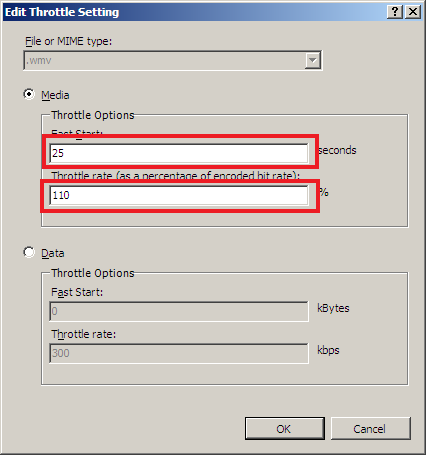 Edit Throttle Setting
File or MIME type:
.wmv
Media
Throttle Options
Fast Start:
25
seconds
Throttle rate (as a percentage of encoded bit rate):
110
%
Data
Throttle Options
Fast Start:
0
kBytes
Throttle rate:
300
kbps
OK
Cancel